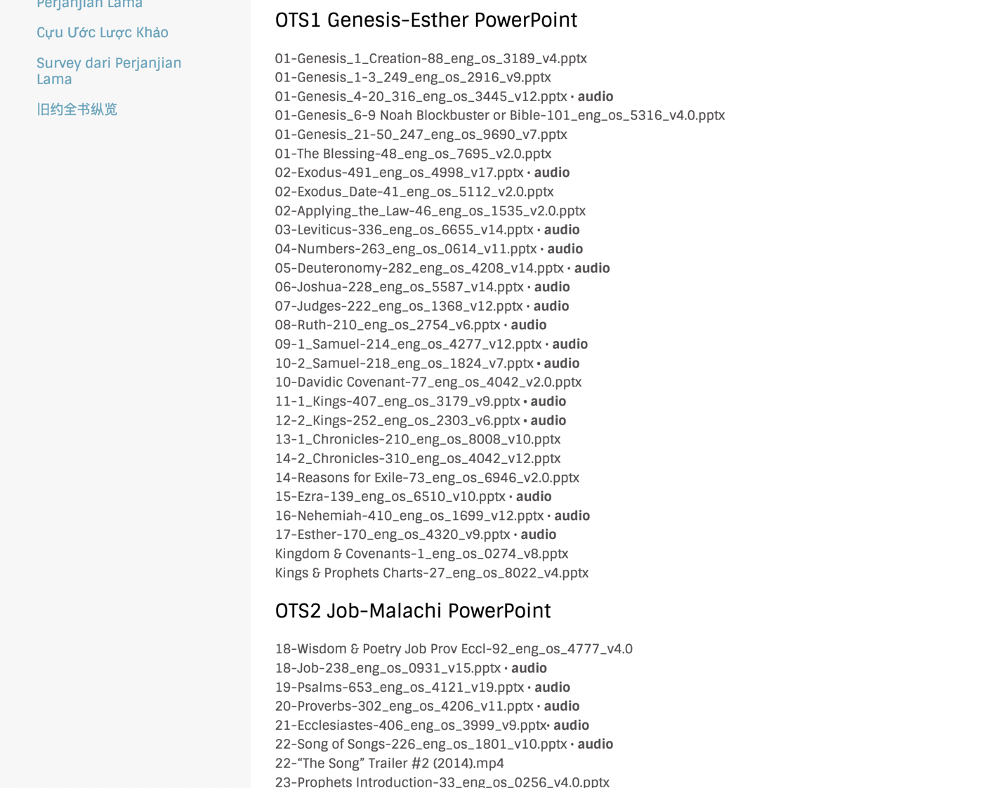 Perjanjian Lama
Cựu Ước Lược Khảo
Survey dari Perjanjian
Lama
旧约全书纵览
OTS1 Genesis-Esther PowerPoint
01-Genesis_1_Creation-88_eng_os_3189_v4.pptx
01-Genesis_1-3_249_eng_os_2916_v9.pptx
01-Genesis_4-20_316_eng_os_3445_v12.pptx • audio
01-Genesis_6-9 Noah Blockbuster or Bible-101_eng_os_5316_v4.0.pptx
01-Genesis_21-50_247_eng_os_9690_v7.pptx
01-The Blessing-48_eng_os_7695_v2.0.pptx
02-Exodus-491_eng_os_4998_v17.pptx • audio
02-Exodus_Date-41_eng_os_5112_v2.0.pptx
02-Applying_the_Law-46_eng_os_1535_v2.0.pptx
03-Leviticus-336_eng_os_6655_v14.pptx • audio
04-Numbers-263_eng_os_0614_v11.pptx • audio
05-Deuteronomy-282_eng_os_4208_v14.pptx • audio
06-Joshua-228_eng_os_5587_v14.pptx • audio
07-Judges-222_eng_os_1368_v12.pptx • audio
08-Ruth-210_eng_os_2754_v6.pptx • audio
09-1_Samuel-214_eng_os_4277_v12.pptx • audio
10-2_Samuel-218_eng_os_1824_v7.pptx • audio
10-Davidic Covenant-77_eng_os_4042_v2.0.pptx
11-1_Kings-407_eng_os_3179_v9.pptx • audio
12-2_Kings-252_eng_os_2303_v6.pptx • audio
13-1_Chronicles-210_eng_os_8008_v10.pptx
14-2_Chronicles-310_eng_os_4042_v12.pptx
14-Reasons for Exile-73_eng_os_6946_v2.0.pptx
15-Ezra-139_eng_os_6510_v10.pptx • audio
16-Nehemiah-410_eng_os_1699_v12.pptx • audio
17-Esther-170_eng_os_4320_v9.pptx • audio
Kingdom & Covenants-1_eng_os_0274_v8.pptx
Kings & Prophets Charts-27_eng_os_8022_v4.pptx
OTS2 Job-Malachi PowerPoint
18-Wisdom & Poetry Job Prov Eccl-92_eng_os_4777_v4.0
18-Job-238_eng_os_0931_v15.pptx • audio
19-Psalms-653_eng_os_4121_v19.pptx • audio
20-Proverbs-302_eng_os_4206_v11.pptx • audio
21-Ecclesiastes-406_eng_os_3999_v9.pptx• audio
22-Song of Songs-226_eng_os_1801_v10.pptx • audio
22-“The Song” Trailer #2 (2014).mp4
23-Prophets Introduction-33_eng_os_0256_v4.0.pptx